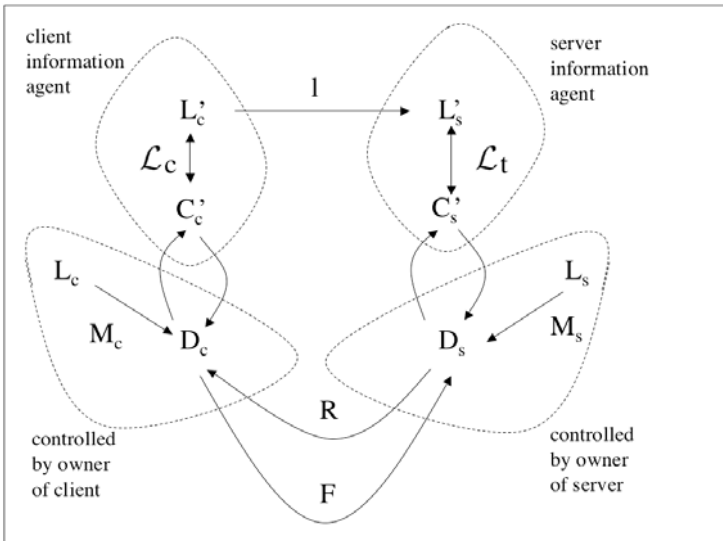 client
information
agent
server
information
agent
l
L'c
L's
ℒc
ℒt
C'c
C's
Lc
Ls
Mc
Ms
Dc
Ds
R
controlled
by owner
of client
controlled
by owner
of server
F